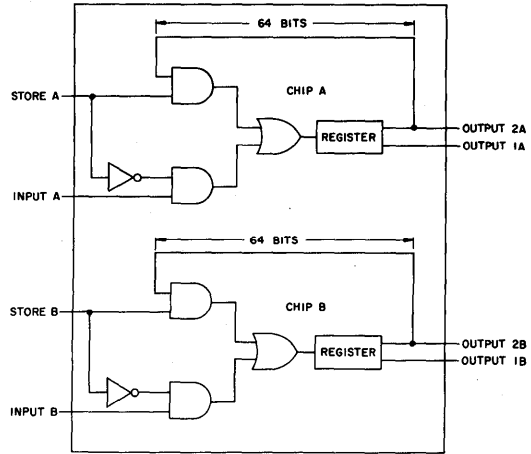 64 BITS
STORE A
CHIP A
REGISTER
OUTPUT 2A
OUTPUT 1A
INPUT A
64 BITS
STORE B
CHIP B
REGISTER
OUTPUT 2B
OUTPUT 1B
INPUT B